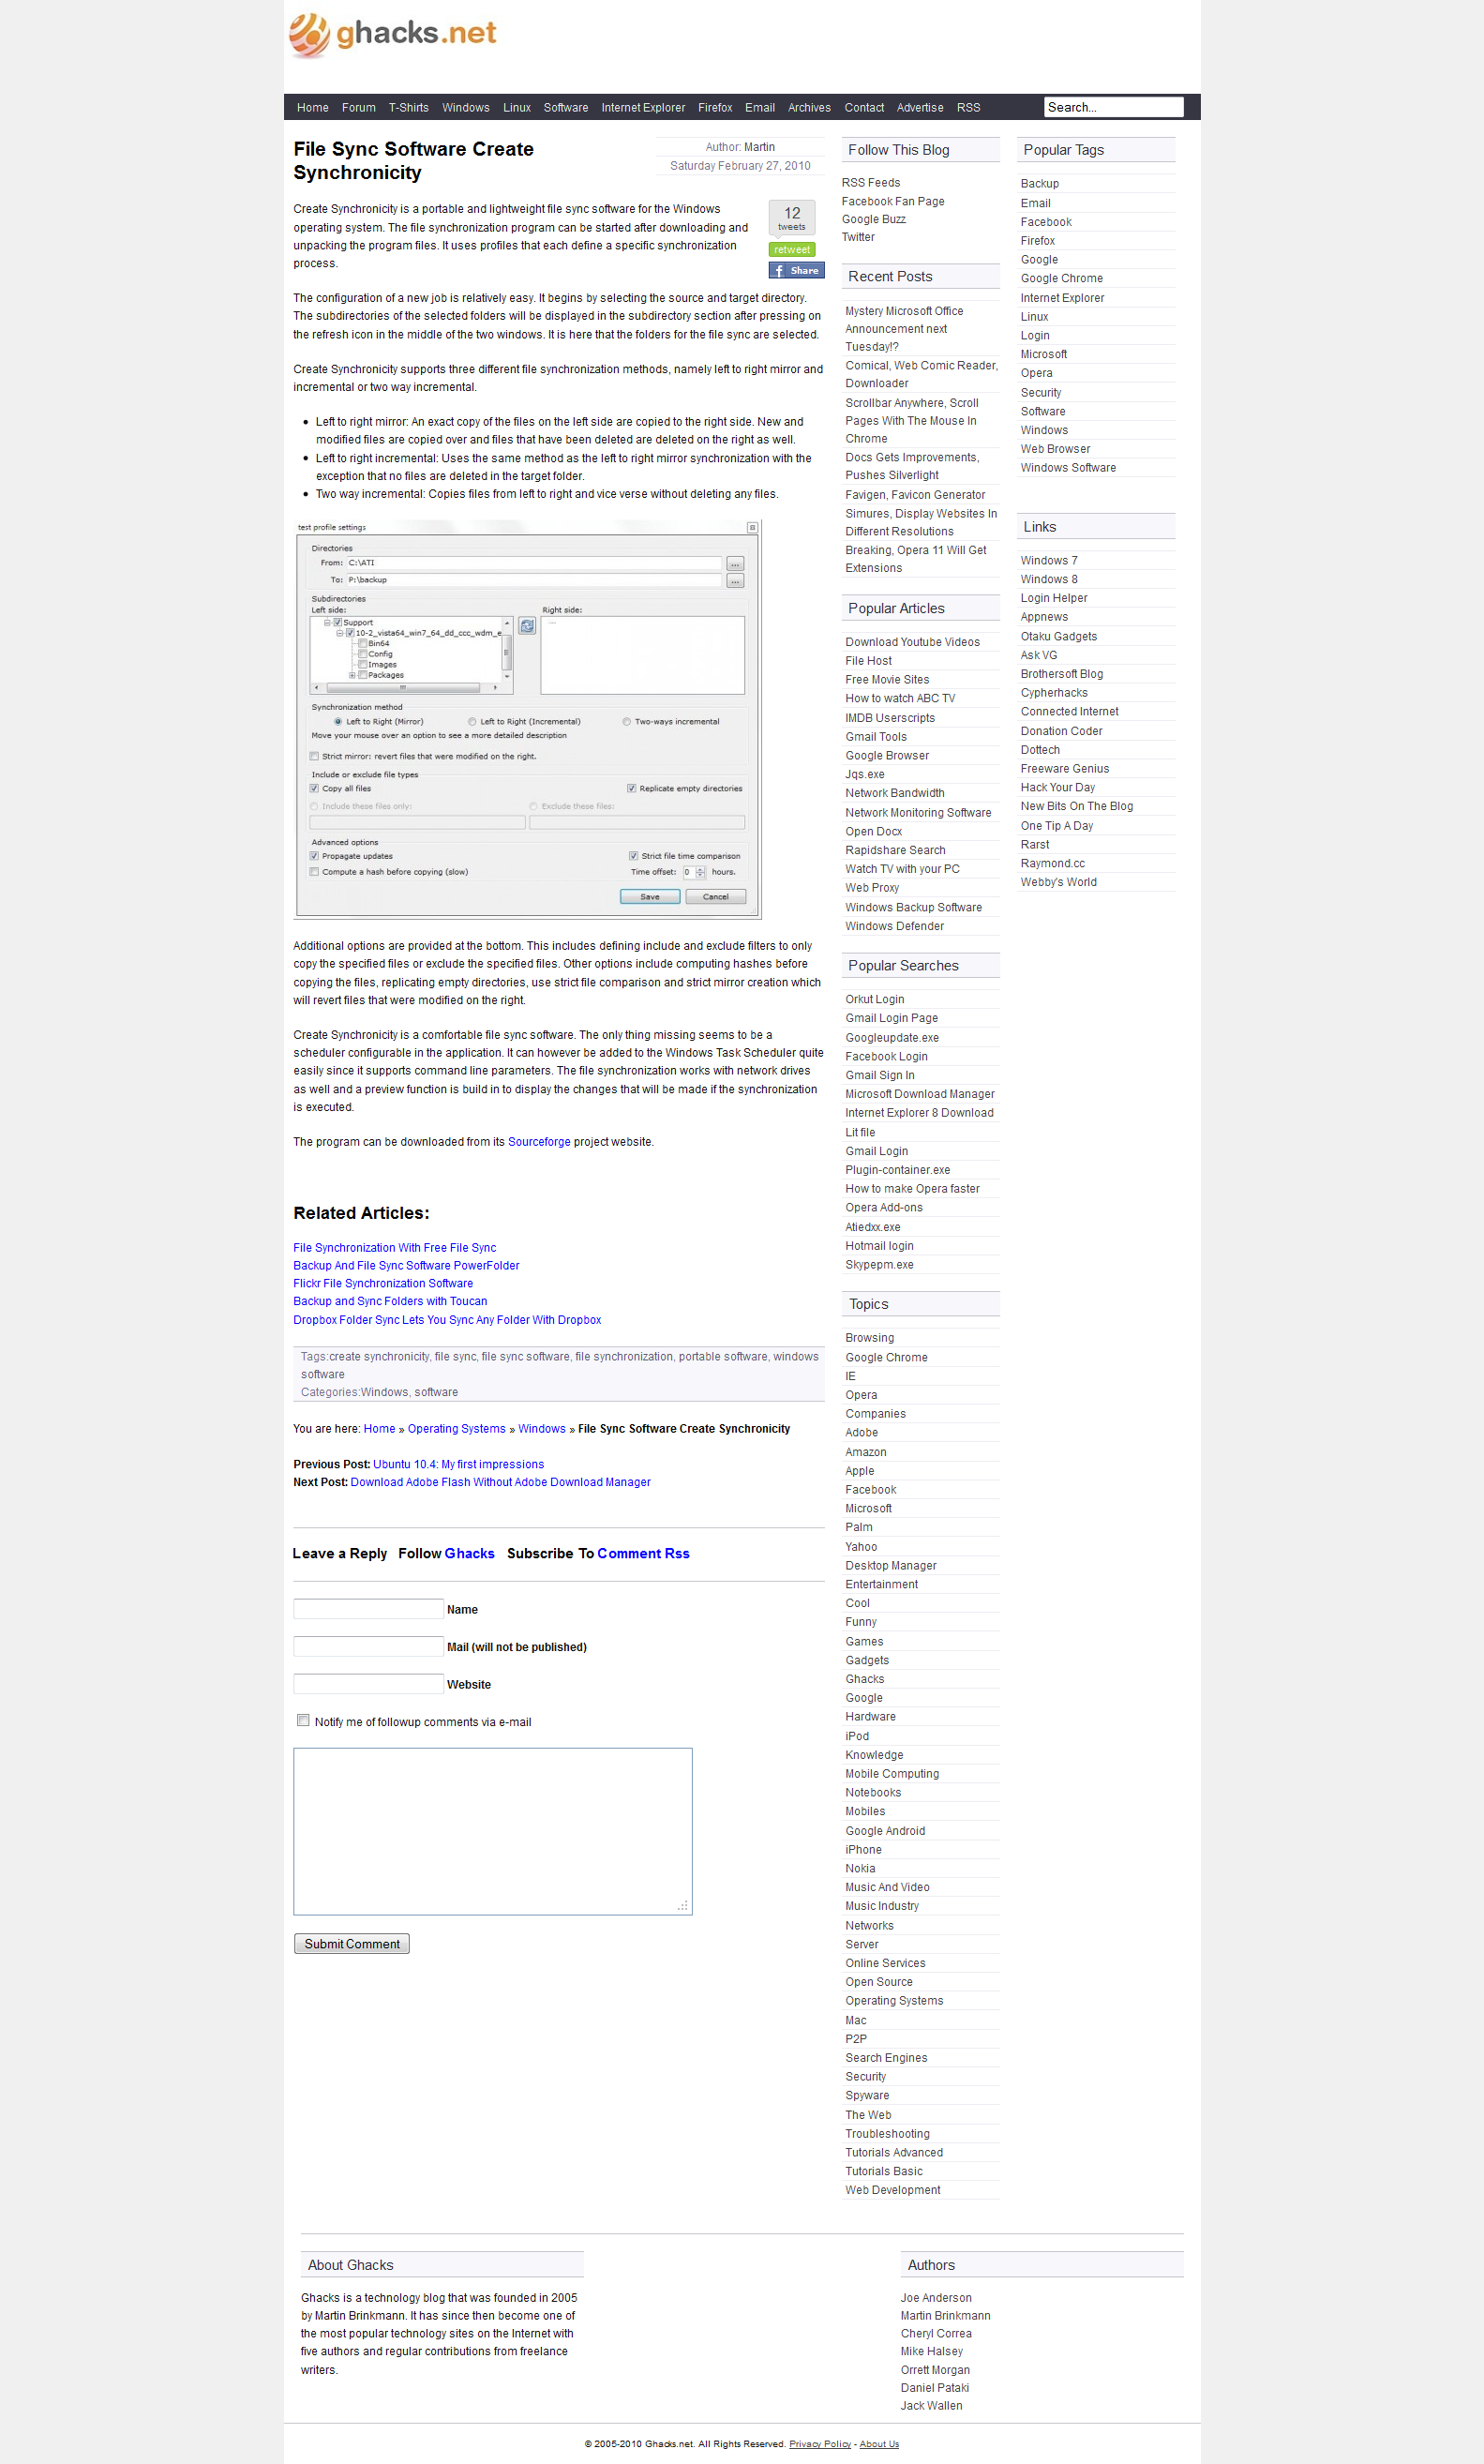 ghacks.net
Home Forum T-Shirts Windows Linux Software Internet Explorer Firefox Email Archives Contact Advertise RSS Search...
File Sync Software Create
Synchronicity
Author: Martin
Saturday February 27, 2010
12
tweets
retweet
Share
Create Synchronicity is a portable and lightweight file sync software for the Windows
operating system. The file synchronization program can be started after downloading and
unpacking the program files. It uses profiles that each define a specific synchronization
process.
The configuration of a new job is relatively easy. It begins by selecting the source and target directory.
The subdirectories of the selected folders will be displayed in the subdirectory section after pressing on
the refresh icon in the middle of the two windows. It is here that the folders for the file sync are selected.
Create Synchronicity supports three different file synchronization methods, namely left to right mirror and
incremental or two way incremental.
Left to right mirror: An exact copy of the files on the left side are copied to the right side. New and
modified files are copied over and files that have been deleted are deleted on the right as well.
Left to right incremental: Uses the same method as the left to right mirror synchronization with the
exception that no files are deleted in the target folder.
Two way incremental: Copies files from left to right and vice verse without deleting any files.
test profile settings
Directories
From: C:\ATI ...
To: P:\backup ...
Subdirectories
Left side: Right side:
Support ...
10-2_vista64_win7_64_dd_ccc_wdm_e
Bin64
Config
Images
Packages
Synchronization method
Left to Right (Mirror) Left to Right (Incremental) Two-ways incremental
Move your mouse over an option to see a more detailed description
Strict mirror: revert files that were modified on the right.
Include or exclude file types
Copy all files Replicate empty directories
Include these files only: Exclude these files:
Advanced options
Propagate updates Strict file time comparison
Compute a hash before copying (slow) Time offset: 0 hours.
Save Cancel
Additional options are provided at the bottom. This includes defining include and exclude filters to only
copy the specified files or exclude the specified files. Other options include computing hashes before
copying the files, replicating empty directories, use strict file comparison and strict mirror creation which
will revert files that were modified on the right.
Create Synchronicity is a comfortable file sync software. The only thing missing seems to be a
scheduler configurable in the application. It can however be added to the Windows Task Scheduler quite
easily since it supports command line parameters. The file synchronization works with network drives
as well and a preview function is build in to display the changes that will be made if the synchronization
is executed.
The program can be downloaded from its Sourceforge project website.
Related Articles:
File Synchronization With Free File Sync
Backup And File Sync Software PowerFolder
Flickr File Synchronization Software
Backup and Sync Folders with Toucan
Dropbox Folder Sync Lets You Sync Any Folder With Dropbox
Tags:create synchronicity, file sync, file sync software, file synchronization, portable software, windows
software
Categories:Windows, software
You are here: Home » Operating Systems » Windows » File Sync Software Create Synchronicity
Previous Post: Ubuntu 10.4: My first impressions
Next Post: Download Adobe Flash Without Adobe Download Manager
Leave a Reply Follow Ghacks Subscribe To Comment Rss
Name
Mail (will not be published)
Website
Notify me of followup comments via e-mail
Submit Comment
Follow This Blog
RSS Feeds
Facebook Fan Page
Google Buzz
Twitter
Recent Posts
Mystery Microsoft Office
Announcement next
Tuesday!?
Comical, Web Comic Reader,
Downloader
Scrollbar Anywhere, Scroll
Pages With The Mouse In
Chrome
Docs Gets Improvements,
Pushes Silverlight
Favigen, Favicon Generator
Simures, Display Websites In
Different Resolutions
Breaking, Opera 11 Will Get
Extensions
Popular Articles
Download Youtube Videos
File Host
Free Movie Sites
How to watch ABC TV
IMDB Userscripts
Gmail Tools
Google Browser
Jqs.exe
Network Bandwidth
Network Monitoring Software
Open Docx
Rapidshare Search
Watch TV with your PC
Web Proxy
Windows Backup Software
Windows Defender
Popular Searches
Orkut Login
Gmail Login Page
Googleupdate.exe
Facebook Login
Gmail Sign In
Microsoft Download Manager
Internet Explorer 8 Download
Lit file
Gmail Login
Plugin-container.exe
How to make Opera faster
Opera Add-ons
Atiedxx.exe
Hotmail login
Skypepm.exe
Topics
Browsing
Google Chrome
IE
Opera
Companies
Adobe
Amazon
Apple
Facebook
Microsoft
Palm
Yahoo
Desktop Manager
Entertainment
Cool
Funny
Games
Gadgets
Ghacks
Google
Hardware
iPod
Knowledge
Mobile Computing
Notebooks
Mobiles
Google Android
iPhone
Nokia
Music And Video
Music Industry
Networks
Server
Online Services
Open Source
Operating Systems
Mac
P2P
Search Engines
Security
Spyware
The Web
Troubleshooting
Tutorials Advanced
Tutorials Basic
Web Development
Popular Tags
Backup
Email
Facebook
Firefox
Google
Google Chrome
Internet Explorer
Linux
Login
Microsoft
Opera
Security
Software
Windows
Web Browser
Windows Software
Links
Windows 7
Windows 8
Login Helper
Appnews
Otaku Gadgets
Ask VG
Brothersoft Blog
Cypherhacks
Connected Internet
Donation Coder
Dottech
Freeware Genius
Hack Your Day
New Bits On The Blog
One Tip A Day
Rarst
Raymond.cc
Webby's World
About Ghacks
Ghacks is a technology blog that was founded in 2005
by Martin Brinkmann. It has since then become one of
the most popular technology sites on the Internet with
five authors and regular contributions from freelance
writers.
Authors
Joe Anderson
Martin Brinkmann
Cheryl Correa
Mike Halsey
Orrett Morgan
Daniel Pataki
Jack Wallen
© 2005-2010 Ghacks.net. All Rights Reserved. Privacy Policy - About Us